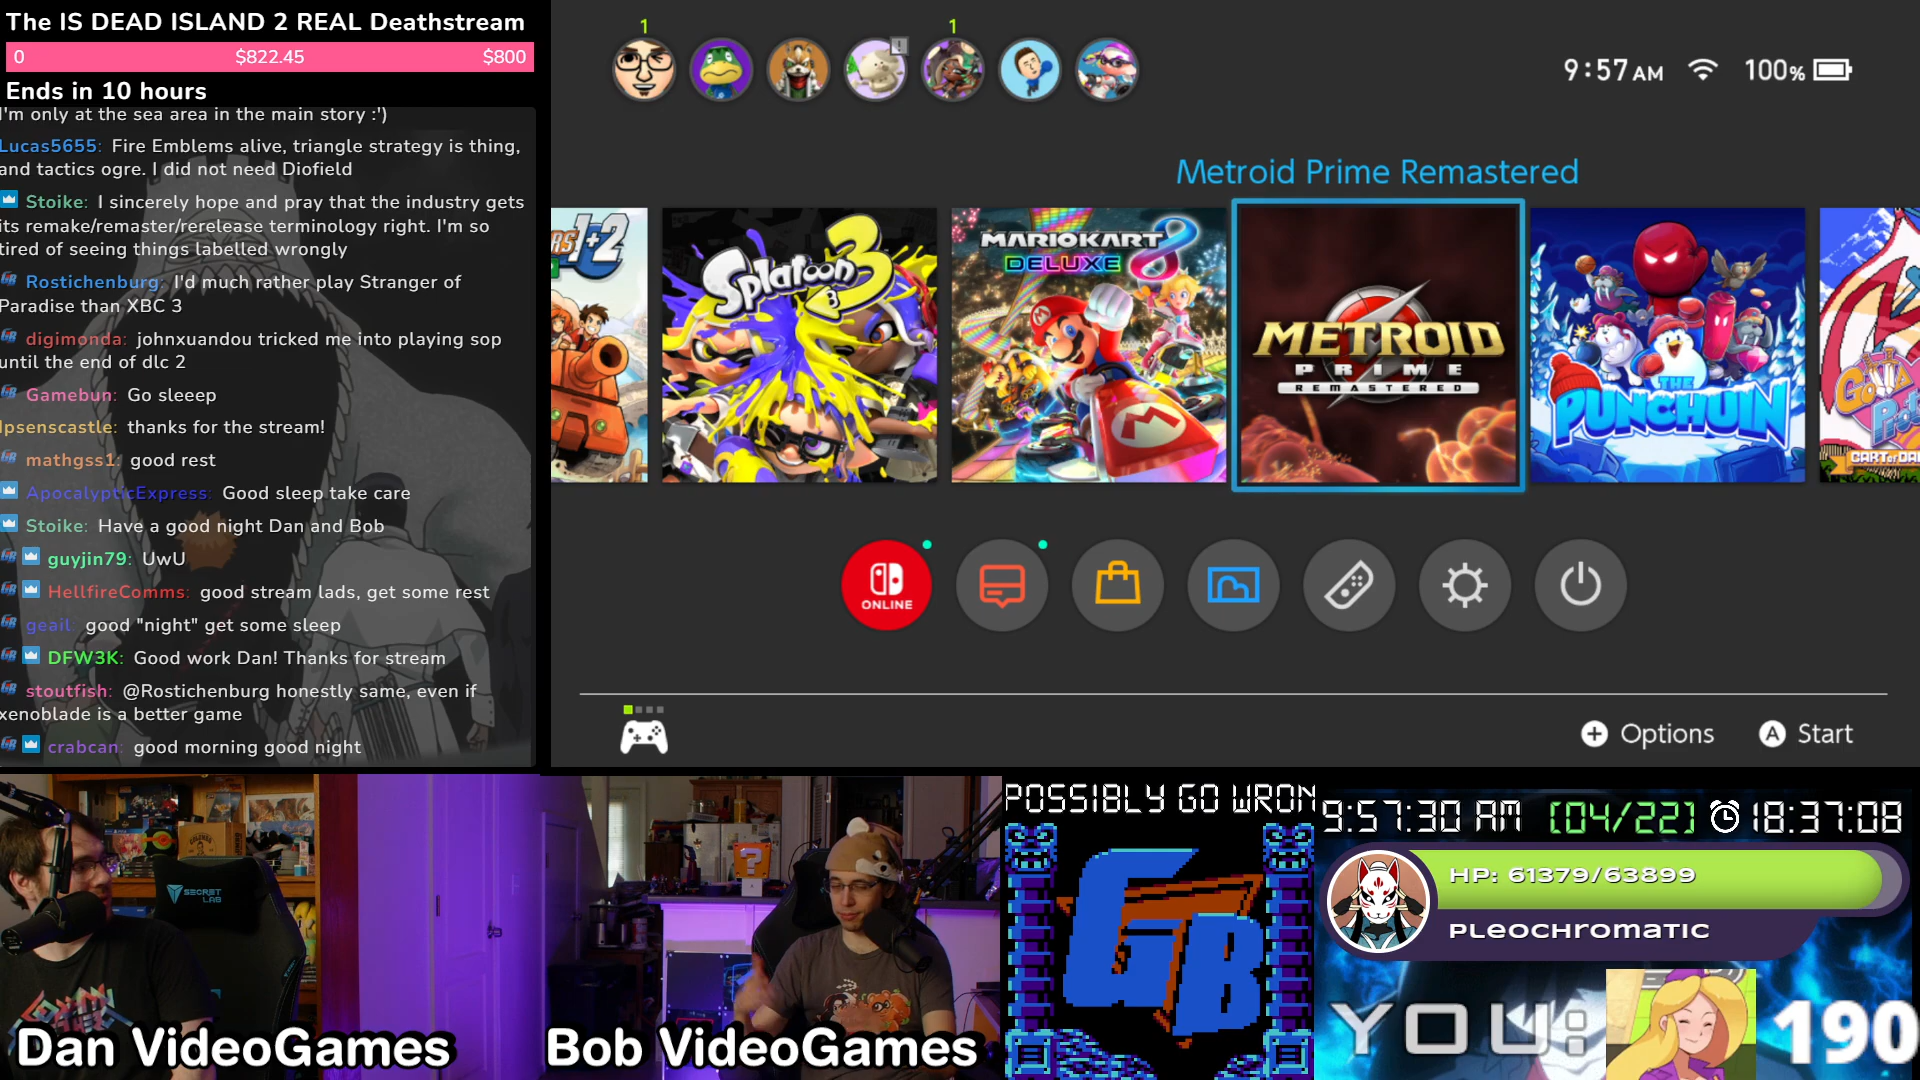 The IS DEAD ISLAND 2 REAL Deathstream
0 $822.45 $800
Ends in 10 hours
I'm only at the sea area in the main story :')
Lucas5655: Fire Emblems alive, triangle strategy is thing,
and tactics ogre. I did not need Diofield
Stoike: I sincerely hope and pray that the industry gets
its remake/remaster/rerelease terminology right. I'm so
tired of seeing things labelled wrongly
Rostichenburg: I'd much rather play Stranger of
Paradise than XBC 3
digimonda: johnxuandou tricked me into playing sop
until the end of dlc 2
Gamebun: Go sleeep
lpsenscastle: thanks for the stream!
mathgss1: good rest
ApocalypticExpress: Good sleep take care
Stoike: Have a good night Dan and Bob
guyjin79: UwU
HellfireComms: good stream lads, get some rest
geail: good "night" get some sleep
DFW3K: Good work Dan! Thanks for stream
stoutfish: @Rostichenburg honestly same, even if
xenoblade is a better game
crabcan: good morning good night
1 1
9:57 AM 100%
Metroid Prime Remastered
1+2
Splatoon 3
MARIOKART 8
DELUXE
METROID
PRIME
REMASTERED
THE
PUNCHUIN
ONLINE
Options
A Start
SECRET
LAB
Dan VideoGames
Bob VideoGames
POSSIBLY GO WRON
GB
9:57:30 AM [04/22] 18:37:08
HP: 61379/63899
PLEOCHROMATIC
YOU: 190